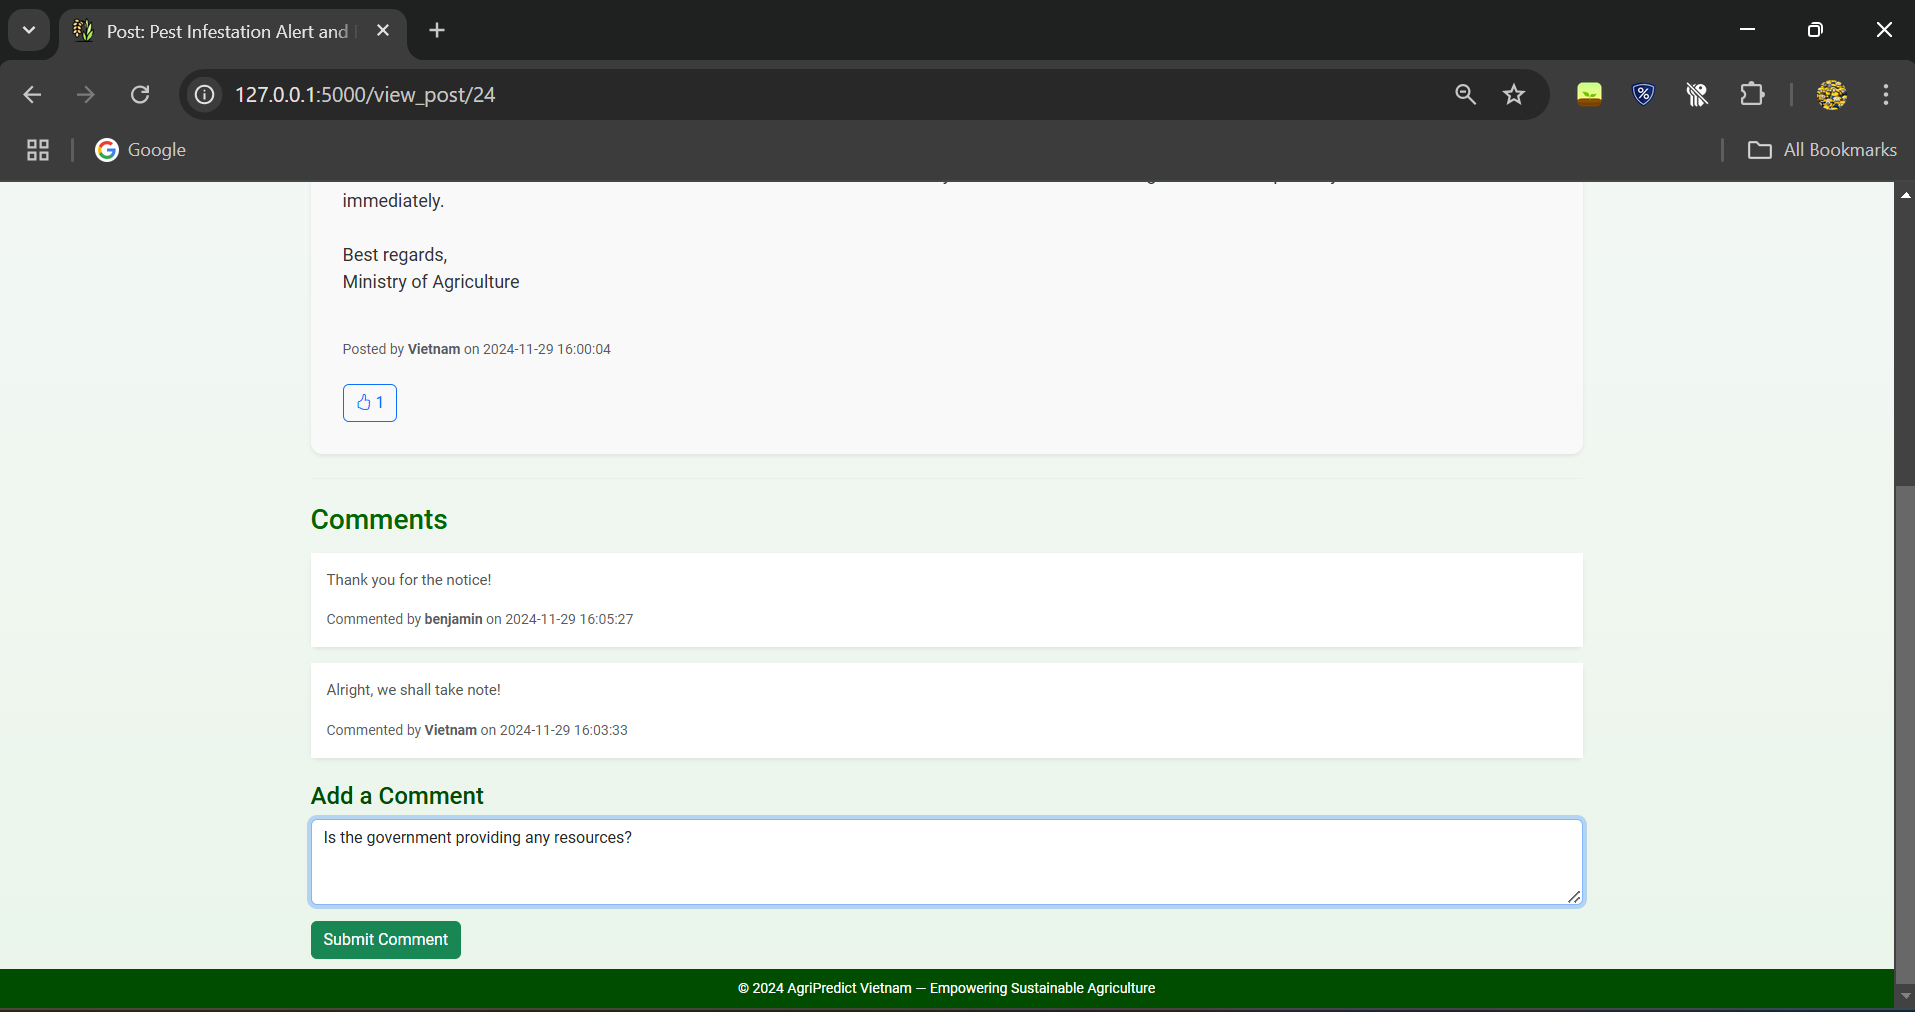 Post: Pest Infestation Alert and
127.0.0.1:5000/view_post/24
Google
All Bookmarks
immediately.
Best regards,
Ministry of Agriculture
Posted by Vietnam on 2024-11-29 16:00:04
1
Comments
Thank you for the notice!
Commented by benjamin on 2024-11-29 16:05:27
Alright, we shall take note!
Commented by Vietnam on 2024-11-29 16:03:33
Add a Comment
Is the government providing any resources?
Submit Comment
© 2024 AgriPredict Vietnam — Empowering Sustainable Agriculture